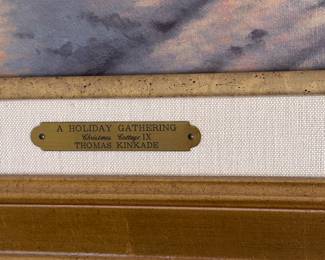 A HOLIDAY GATHERING
Christmas Cottage IX
THOMAS KINKADE